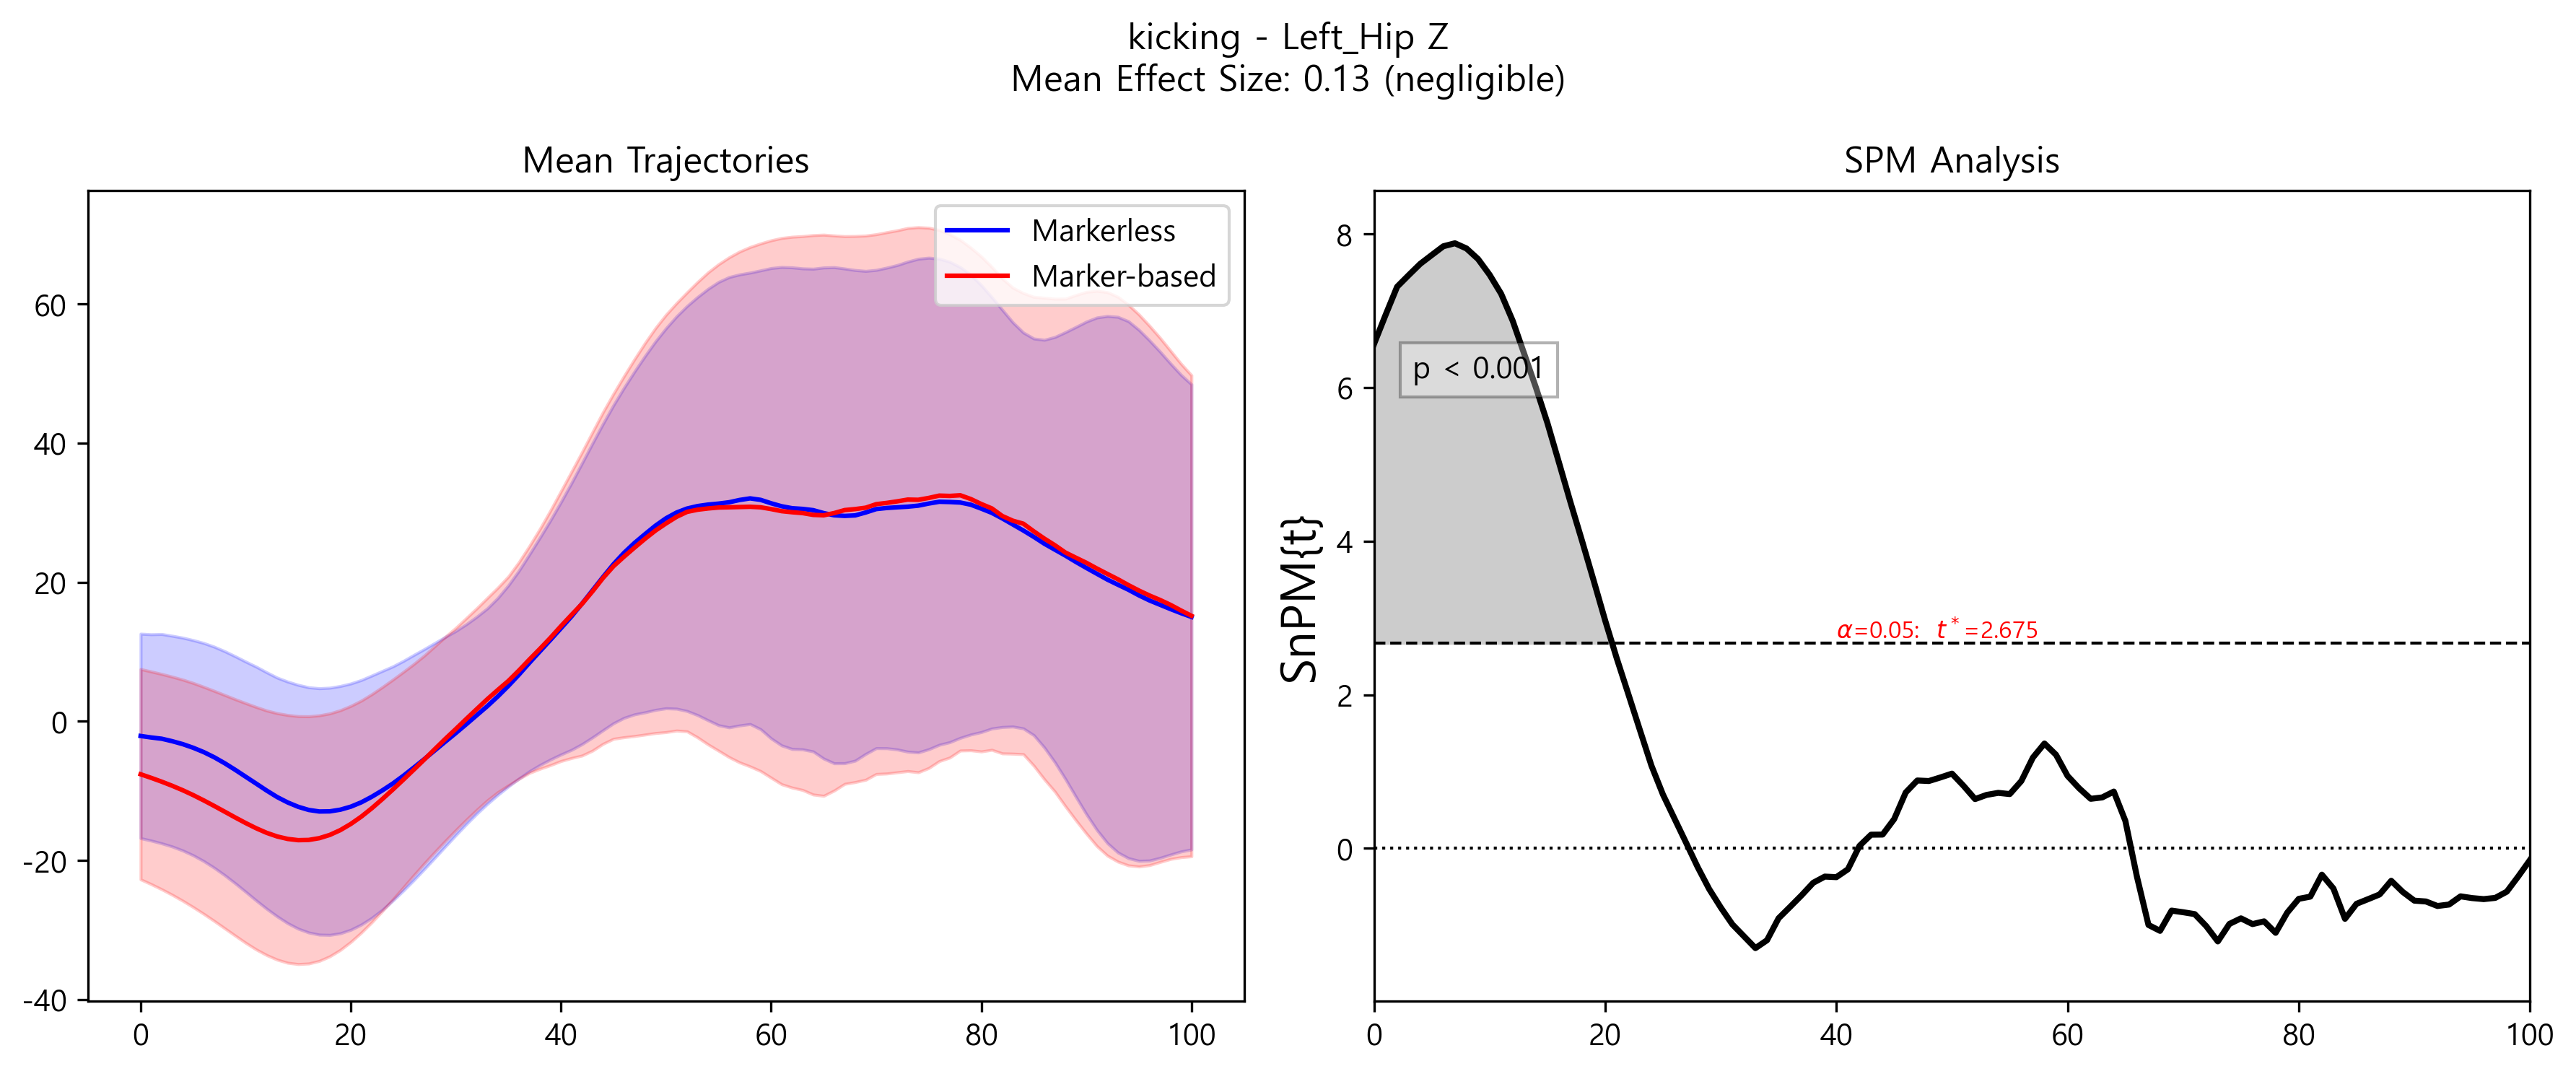 kicking - Left_Hip Z
Mean Effect Size: 0.13 (negligible)
Mean Trajectories
Markerless
Marker-based
60
40
20
0
-20
-40
0 20 40 60 80 100
SPM Analysis
SnPM{t}
8
6
4
2
0
p < 0.001
α=0.05: t*=2.675
0 20 40 60 80 100